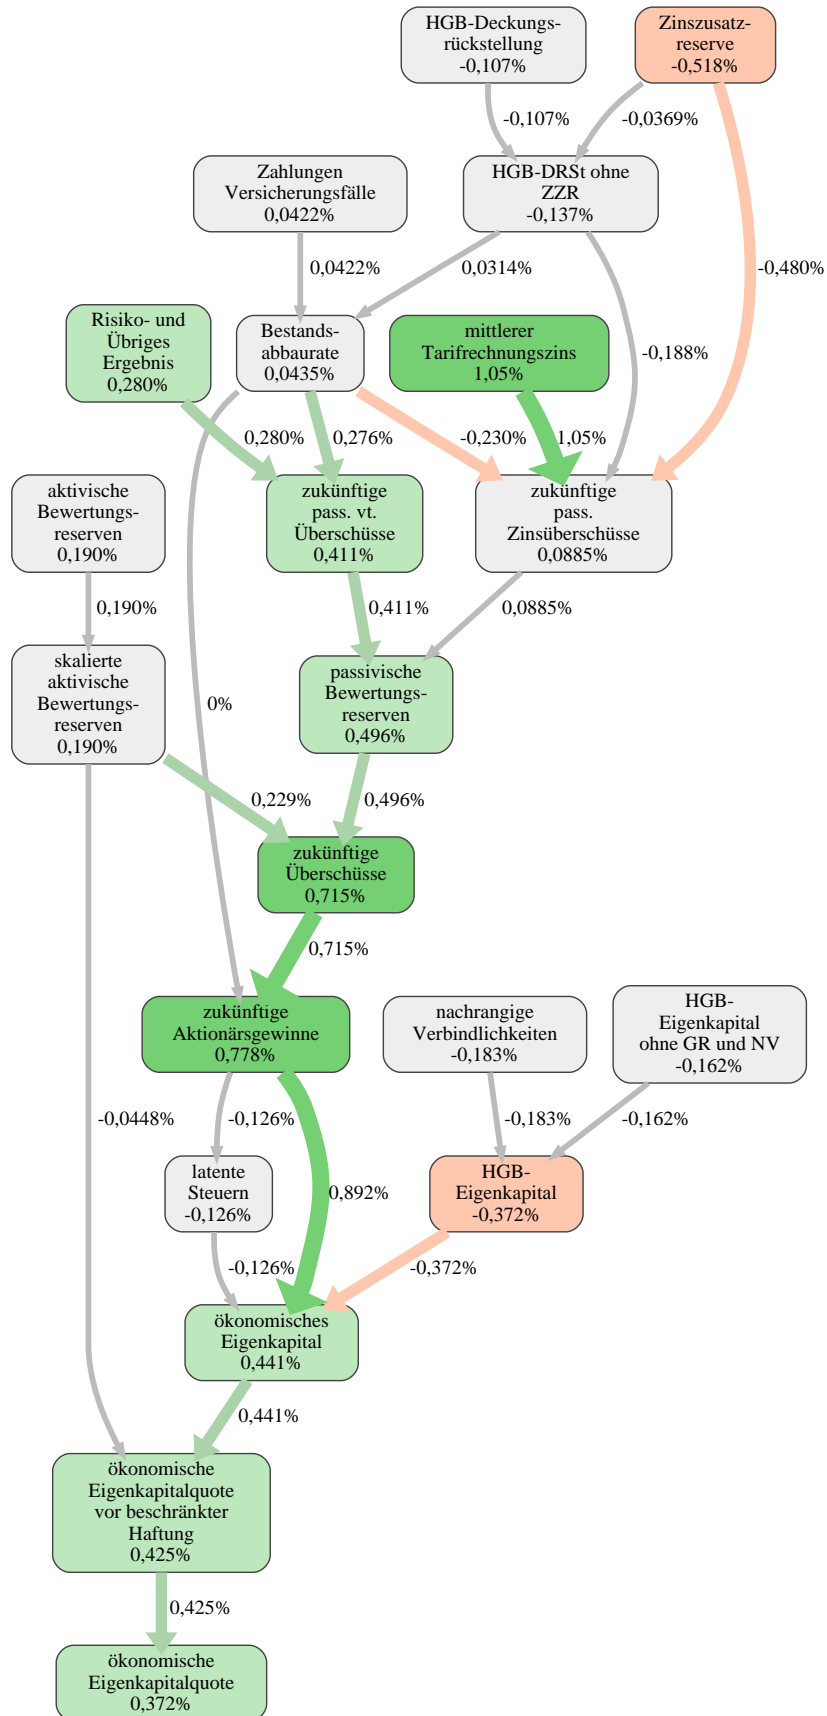 HGB-Deckungs-
rückstellung
-0,107%
Zinszusatz-
reserve
-0,518%
-0,107%
-0,0369%
Zahlungen
Versicherungsfälle
0,0422%
HGB-DRSt ohne
ZZR
-0,137%
0,0422%
0,0314%
-0,480%
Risiko- und
Übriges
Ergebnis
0,280%
Bestands-
abbaurate
0,0435%
mittlerer
Tarifrechnungszins
1,05%
-0,188%
0,280%
0,276%
-0,230%
1,05%
aktivische
Bewertungs-
reserven
0,190%
zukünftige
pass. vt.
Überschüsse
0,411%
zukünftige
pass.
Zinsüberschüsse
0,0885%
0,190%
0,411%
0,0885%
skalierte
aktivische
Bewertungs-
reserven
0,190%
0%
passivische
Bewertungs-
reserven
0,496%
0,229%
0,496%
zukünftige
Überschüsse
0,715%
0,715%
zukünftige
Aktionärsgewinne
0,778%
nachrangige
Verbindlichkeiten
-0,183%
HGB-
Eigenkapital
ohne GR und NV
-0,162%
-0,0448%
-0,126%
-0,183%
-0,162%
latente
Steuern
-0,126%
0,892%
HGB-
Eigenkapital
-0,372%
-0,126%
-0,372%
ökonomisches
Eigenkapital
0,441%
0,441%
ökonomische
Eigenkapitalquote
vor beschränkter
Haftung
0,425%
0,425%
ökonomische
Eigenkapitalquote
0,372%